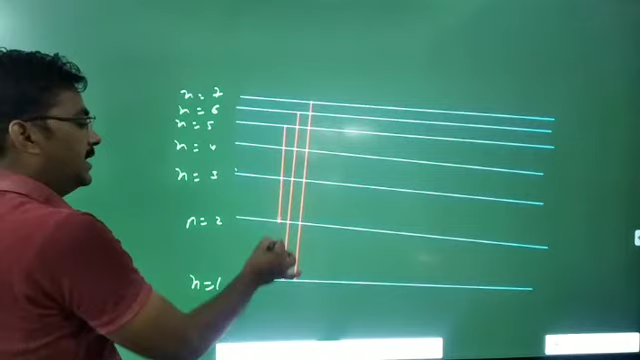 n = 7
n = 6
n = 5
n = 4
n = 3
n = 2
n = 1